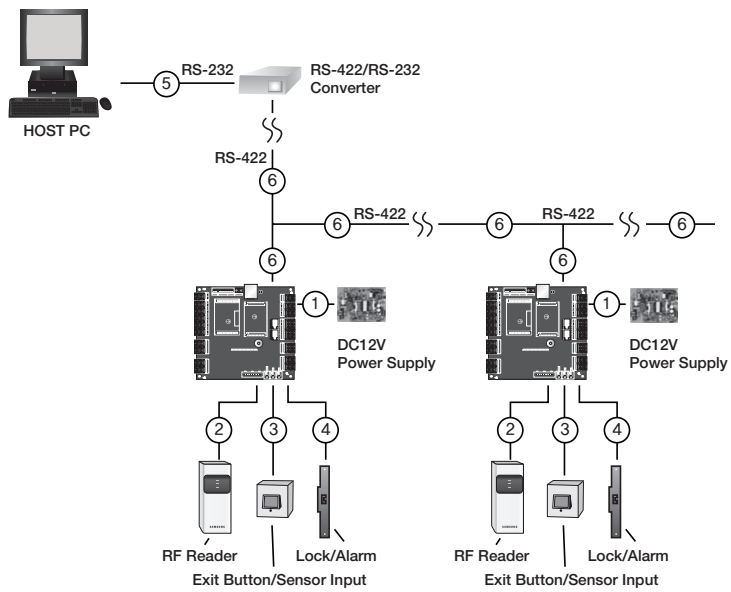 RS-232
5
RS-422/RS-232
Converter
HOST PC
RS-422
6
6
RS-422
6
RS-422
6
6
6
1
DC12V
Power Supply
1
DC12V
Power Supply
2
3
4
2
3
4
SAMSUNG
SAMSUNG
RF Reader
Lock/Alarm
Exit Button/Sensor Input
RF Reader
Lock/Alarm
Exit Button/Sensor Input